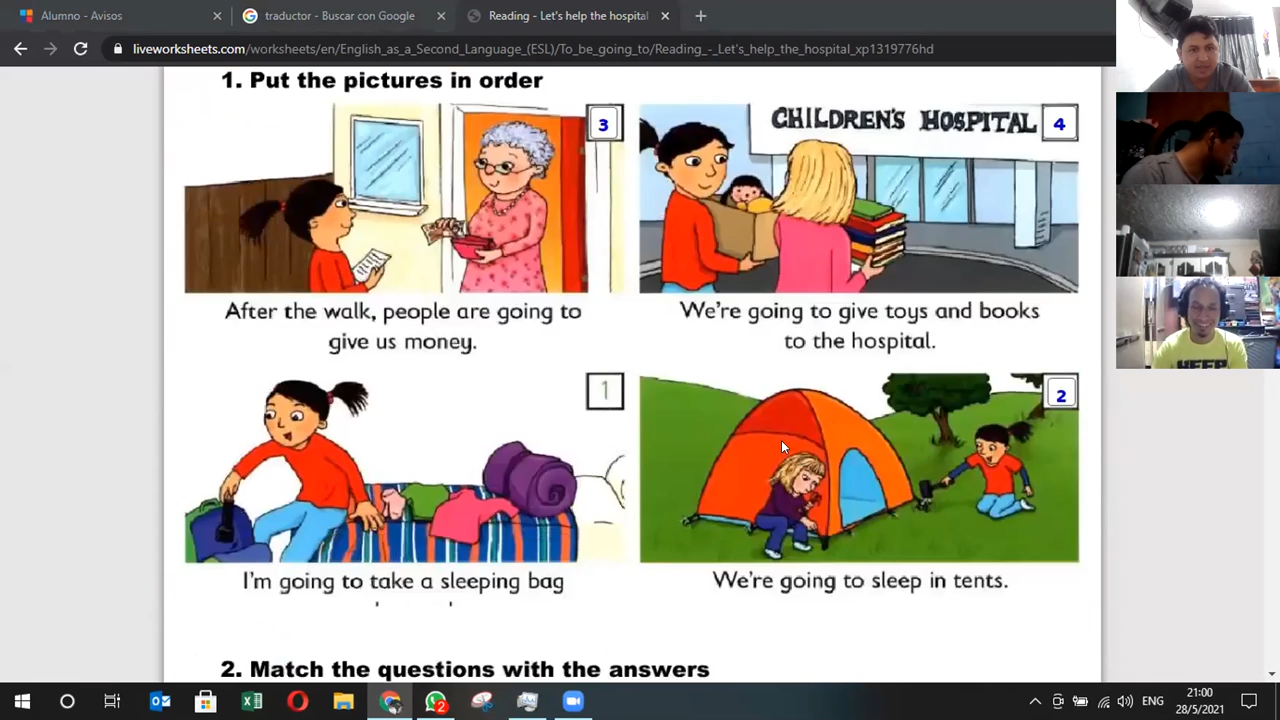 Alumno - Avisos
traductor - Buscar con Google
Reading - Let's help the hospital
liveworksheets.com/worksheets/en/English_as_a_Second_Language_(ESL)/To_be_going_to/Reading_-_Let's_help_the_hospital_xp1319776hd
1. Put the pictures in order
3
CHILDREN'S HOSPITAL
4
After the walk, people are going to
give us money.
We're going to give toys and books
to the hospital.
1
2
I'm going to take a sleeping bag
We're going to sleep in tents.
2. Match the questions with the answers
KEEP
2
ENG
21:00
28/5/2021